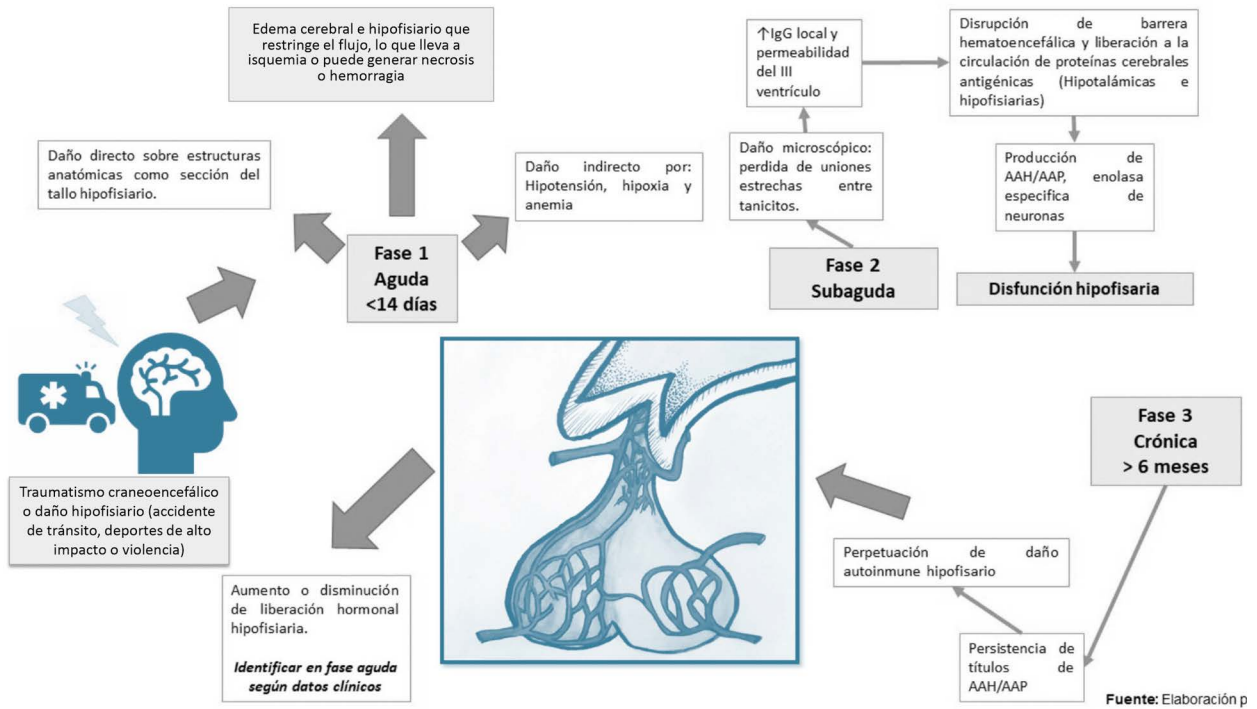 Edema cerebral e hipofisiario que
restringe el flujo, lo que lleva a
isquemia o puede generar necrosis
o hemorragia
Daño directo sobre estructuras
anatómicas como sección del
tallo hipofisiario.
Daño indirecto por:
Hipotensión, hipoxia y
anemia
Fase 1
Aguda
<14 días
Traumatismo craneoencefálico
o daño hipofisiario (accidente
de tránsito, deportes de alto
impacto o violencia)
Aumento o disminución
de liberación hormonal
hipofisiaria.
Identificar en fase aguda
según datos clínicos
↑IgG local y
permeabilidad
del III
ventrículo
Disrupción de barrera
hematoencefálica y liberación a la
circulación de proteínas cerebrales
antigénicas (Hipotalámicas e
hipofisiarias)
Daño microscópico:
perdida de uniones
estrechas entre
tanicitos.
Producción de
AAH/AAP, enolasa
especifica de
neuronas
Fase 2
Subaguda
Disfunción hipofisaria
Fase 3
Crónica
> 6 meses
Perpetuación de daño
autoinmune hipofisario
Persistencia de
títulos de
AAH/AAP
Fuente: Elaboración p